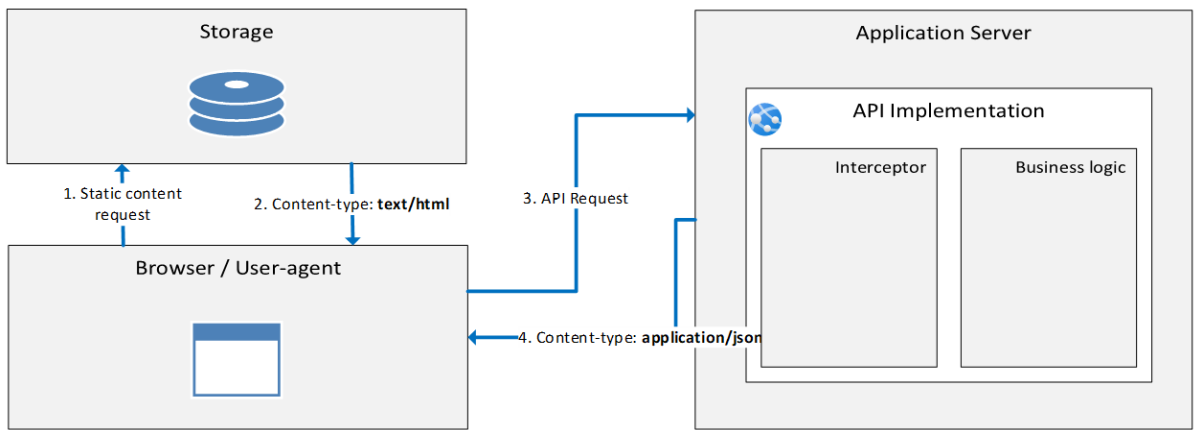 Storage
Application Server
API Implementation
Interceptor
Business logic
1. Static content
request
2. Content-type: text/html
3. API Request
Browser / User-agent
4. Content-type: application/json